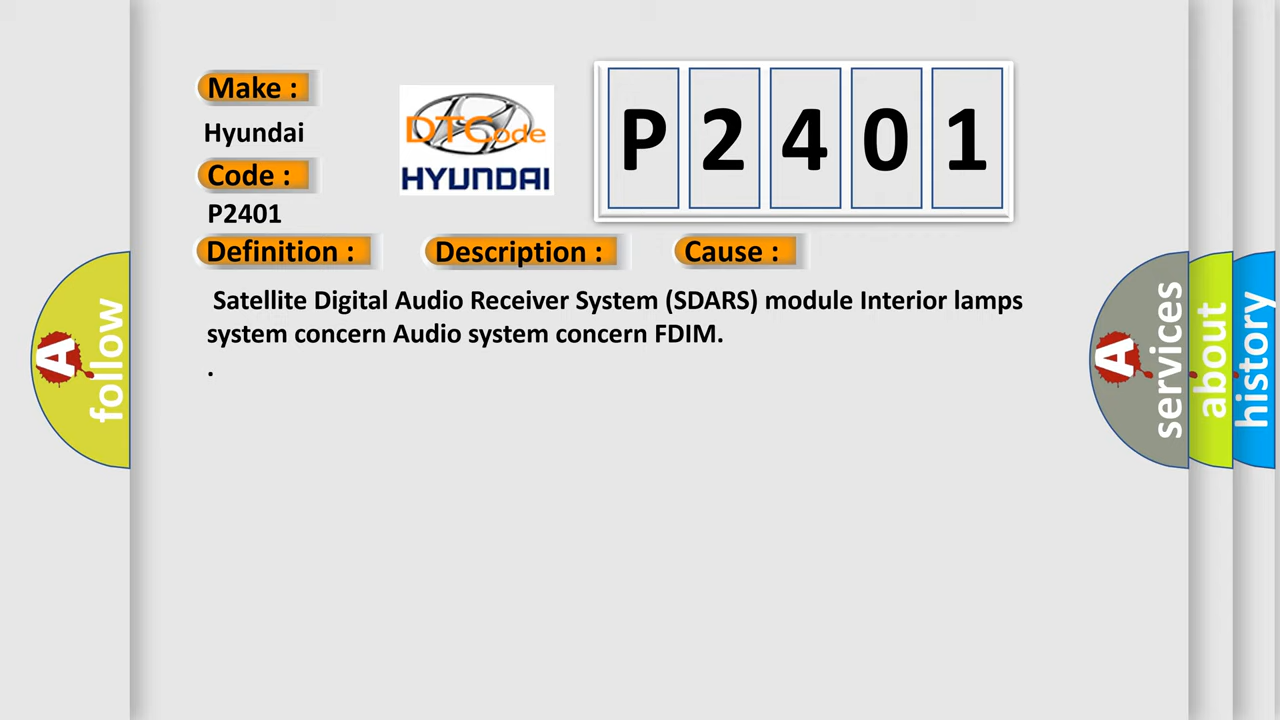 Make :
Hyundai
Code :
P2401
DTCode
HYUNDAI
P 2 4 0 1
Definition :
Description :
Cause :
Satellite Digital Audio Receiver System (SDARS) module Interior lamps
system concern Audio system concern FDIM.
.
A
follow
A
services
about
history